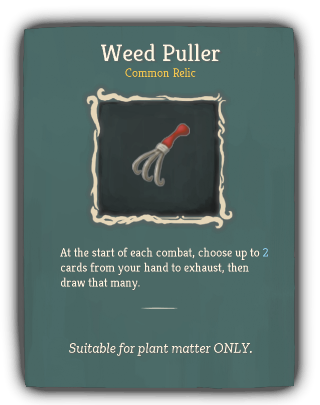 Weed Puller
Common Relic
At the start of each combat, choose up to 2
cards from your hand to exhaust, then
draw that many.
Suitable for plant matter ONLY.